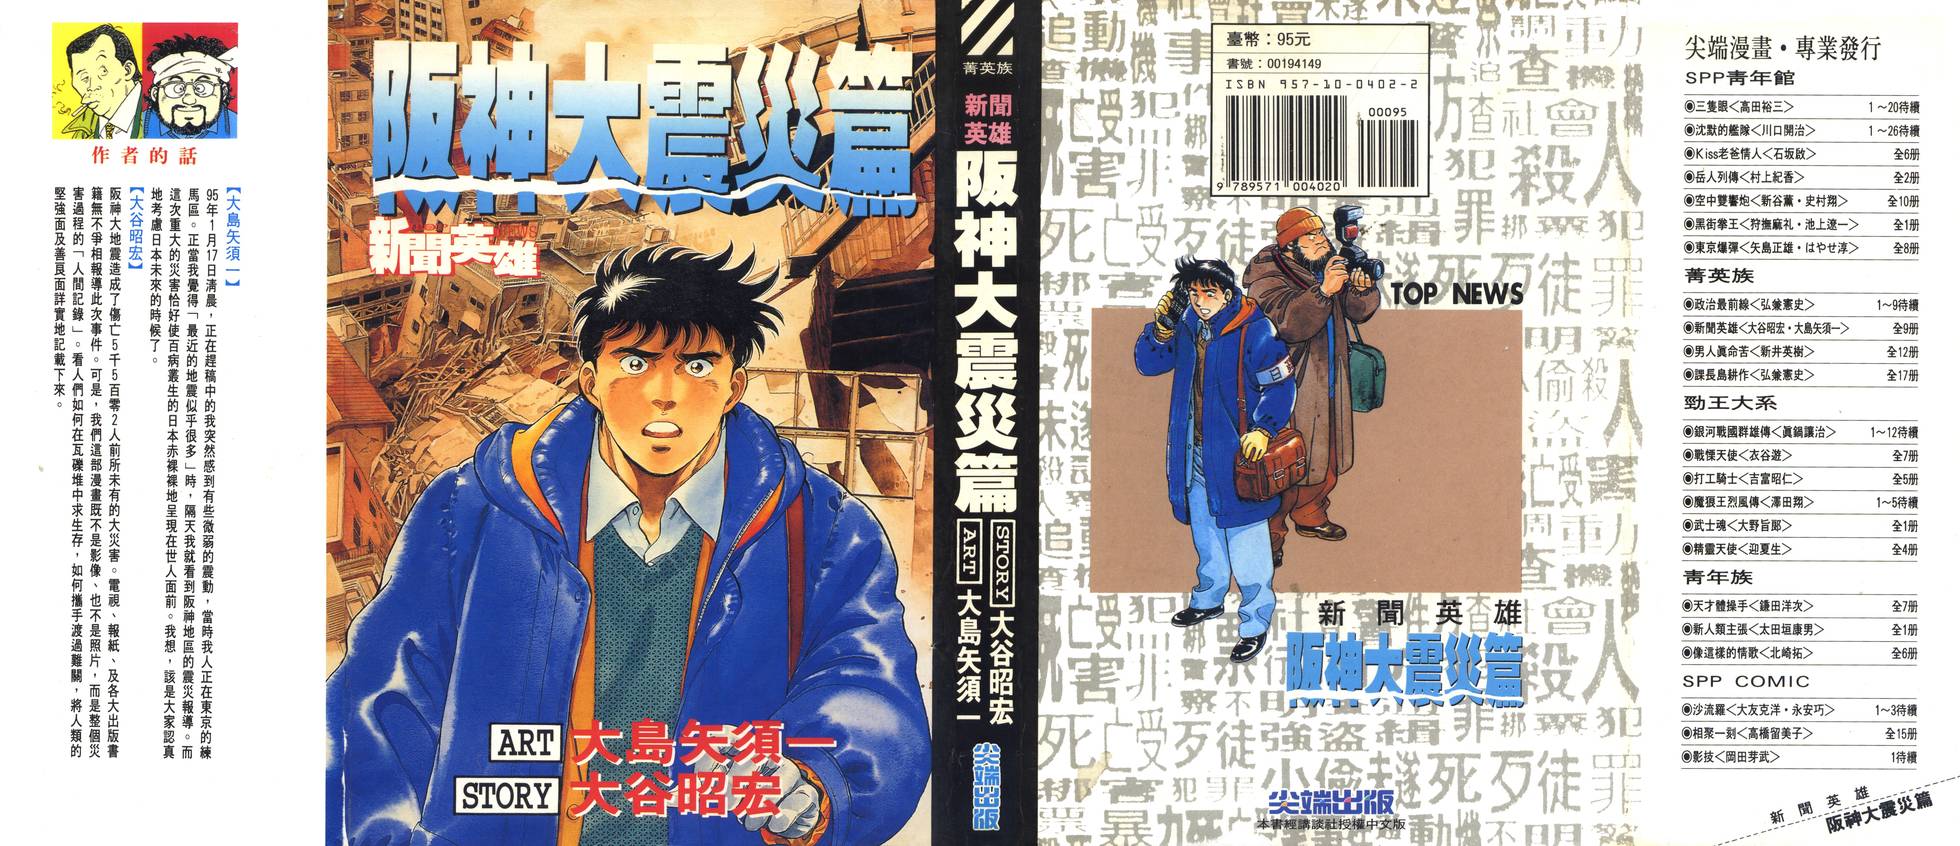 作者的話
【大島矢須一】
95年1月17日清晨，正在趕稿中的我突然感到有些微弱的震動，當時我人正在東京的練
馬區。正當我覺得「最近的地震似乎很多」時，隔天我就看到阪神地區的震災報導。而
這次重大的災害恰好使百病叢生的日本赤裸裸地呈現在世人面前。我想，該是大家認真
地考慮日本未來的時候了。
【大谷昭宏】
阪神大地震造成了傷亡5千5百零2人前所未有的大災害。電視、報紙、及各大出版書
籍無不爭相報導此次事件。可是，我們這部漫畫既不是影像、也不是照片，而是整個災
害過程的「人間記錄」。看人們如何在瓦礫堆中求生存，如何攜手渡過難關，將人類的
堅強面及善良面詳實地記載下來。
阪神大震災篇
新聞英雄
ART 大島矢須一
STORY 大谷昭宏
菁英族
新聞英雄
阪神大震災篇
STORY 大谷昭宏
ART 大島矢須一
尖端出版
臺幣：95元
書號：00194149
ISBN 957-10-0402-2
00095
9 789571 004020
TOP NEWS
新聞英雄
阪神大震災篇
尖端出版
本書經講談社授權中文版
尖端漫畫・專業發行
SPP青年館
◉三隻眼<高田裕三> 1～20待續
◉沈默的艦隊<川口開治> 1～26待續
◉Kiss老爸情人<石坂啟> 全6册
◉岳人列傳<村上紀香> 全2册
◉空中雙響炮<新谷薰・史村翔> 全10册
◉黑街掌王<狩撫麻礼・池上遼一> 全1册
◉東京爆彈<矢島正雄・はやせ淳> 全8册
菁英族
◉政治最前線<弘兼憲史> 1～9待續
◉新聞英雄<大谷昭宏・大島矢須一> 全9册
◉男人眞命苦<新井英樹> 全12册
◉課長島耕作<弘兼憲史> 全17册
勁王大系
◉銀河戰國群雄傳<眞鍋讓治> 1～12待續
◉戰慄天使<衣谷遊> 全7册
◉打工騎士<吉富昭仁> 全5册
◉魔狼王烈風傳<澤田翔> 1～5待續
◉武士魂<大野旨郎> 全1册
◉精靈天使<迎夏生> 全4册
青年族
◉天才體操手<鎌田洋次> 全7册
◉新人類主張<太田垣康男> 全1册
◉像這樣的情歌<北崎拓> 全6册
SPP COMIC
◉沙流羅<大友克洋・永安巧> 1～3待續
◉相聚一刻<高橋留美子> 全15册
◉影技<岡田芽武> 1待續
新聞英雄
阪神大震災篇